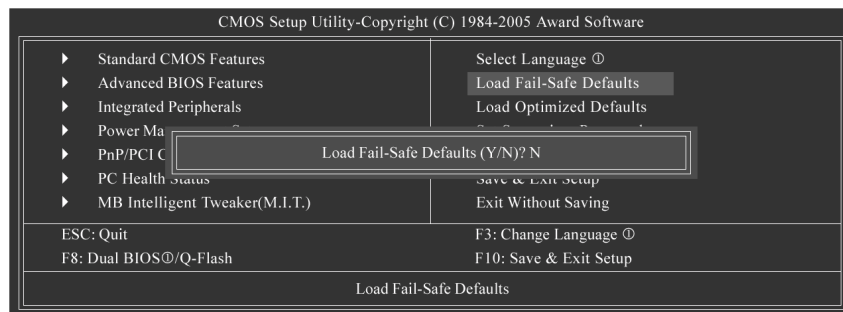 CMOS Setup Utility-Copyright (C) 1984-2005 Award Software
Standard CMOS Features
Advanced BIOS Features
Integrated Peripherals
Power Ma
PnP/PCI C
PC Health Status
MB Intelligent Tweaker(M.I.T.)
Select Language ①
Load Fail-Safe Defaults
Load Optimized Defaults
Save & Exit Setup
Exit Without Saving
Load Fail-Safe Defaults (Y/N)? N
ESC: Quit
F3: Change Language ①
F8: Dual BIOS①/Q-Flash
F10: Save & Exit Setup
Load Fail-Safe Defaults